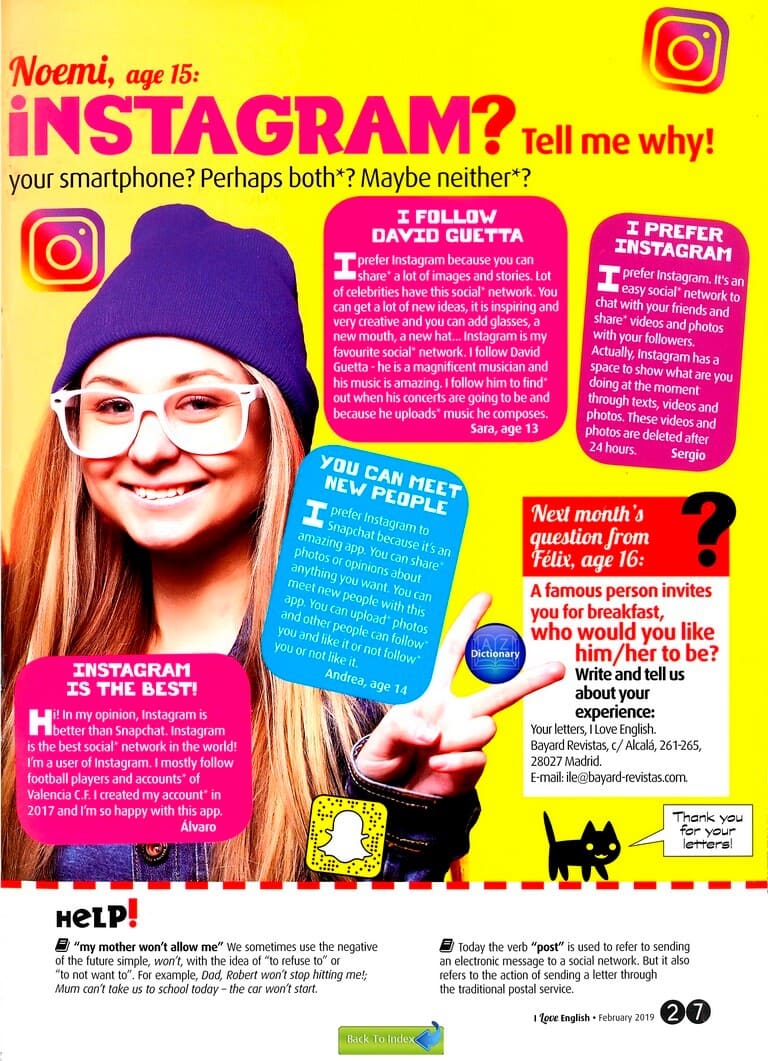 Noemi, age 15:
iNSTAGRAM? Tell me why!
your smartphone? Perhaps both*? Maybe neither*?
I FOLLOW
DAVID GUETTA
I prefer Instagram because you can
share* a lot of images and stories. Lot
of celebrities have this social* network. You
can get a lot of new ideas, it is inspiring and
very creative and you can add glasses, a
new mouth, a new hat... Instagram is my
favourite social* network. I follow David
Guetta - he is a magnificent musician and
his music is amazing. I follow him to find*
out when his concerts are going to be and
because he uploads* music he composes.
Sara, age 13
I PREFER
INSTAGRAM
I prefer Instagram. It's an
easy social* network to
chat with your friends and
share* videos and photos
with your followers.
Actually, Instagram has a
space to show what are you
doing at the moment
through texts, videos and
photos. These videos and
photos are deleted after
24 hours.
Sergio
YOU CAN MEET
NEW PEOPLE
I prefer Instagram to
Snapchat because it's an
amazing app. You can share*
photos or opinions about
anything you want. You can
meet new people with this
app. You can upload* photos
and other people can follow*
you and like it or not follow*
you or not like it.
Andrea, age 14
INSTAGRAM
IS THE BEST!
Hi! In my opinion, Instagram is
better than Snapchat. Instagram
is the best social* network in the world!
I'm a user of Instagram. I mostly follow
football players and accounts* of
Valencia C.F. I created my account* in
2017 and I'm so happy with this app.
Álvaro
Next month's
question from
Félix, age 16:
?
A famous person invites
you for breakfast,
who would you like
him/her to be?
Write and tell us
about your
experience:
Your letters, I Love English.
Bayard Revistas, c/ Alcalá, 261-265,
28027 Madrid.
E-mail: ile@bayard-revistas.com.
A Z
Dictionary
Thank you
for your
letters!
HeLP!
"my mother won't allow me" We sometimes use the negative
of the future simple, won't, with the idea of "to refuse to" or
"to not want to". For example, Dad, Robert won't stop hitting me!;
Mum can't take us to school today – the car won't start.
Today the verb "post" is used to refer to sending
an electronic message to a social network. But it also
refers to the action of sending a letter through
the traditional postal service.
I Love English • February 2019 27
Back To Index